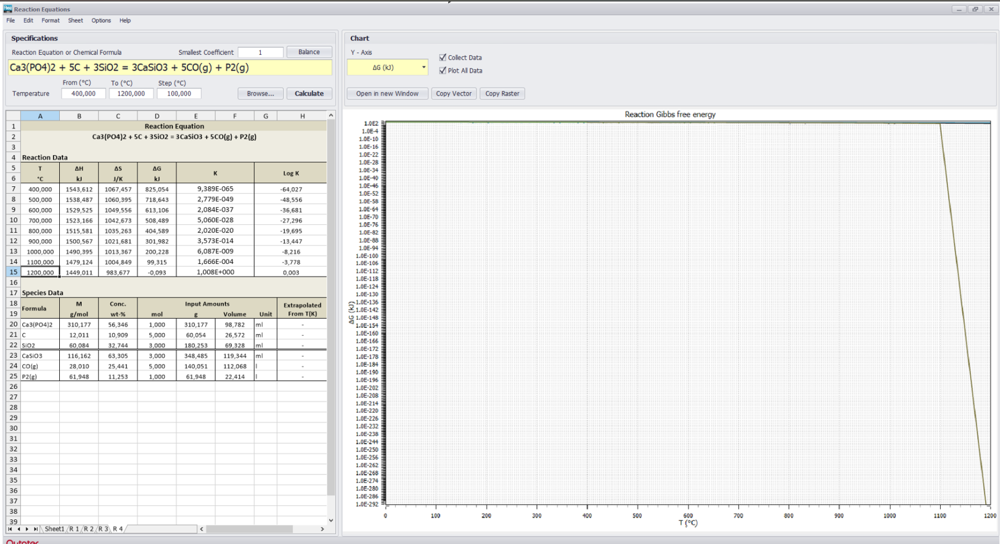 Reaction Equations
File Edit Format Sheet Options Help
Specifications
Reaction Equation or Chemical Formula Smallest Coefficient 1 Balance
Ca3(PO4)2 + 5C + 3SiO2 = 3CaSiO3 + 5CO(g) + P2(g)
From (°C) To (°C) Step (°C)
Temperature 400,000 1200,000 100,000 Browse... Calculate
A B C D E F G H
1 Reaction Equation
2 Ca3(PO4)2 + 5C + 3SiO2 = 3CaSiO3 + 5CO(g) + P2(g)
3
4 Reaction Data
5 T ΔH ΔS ΔG K Log K
6 °C kJ J/K kJ
7 400,000 1543,612 1067,457 825,054 9,389E-065 -64,027
8 500,000 1538,487 1060,395 718,643 2,779E-049 -48,556
9 600,000 1529,525 1049,556 613,106 2,084E-037 -36,681
10 700,000 1523,166 1042,673 508,489 5,060E-028 -27,296
11 800,000 1515,581 1035,263 404,589 2,020E-020 -19,695
12 900,000 1500,567 1021,681 301,982 3,573E-014 -13,447
13 1000,000 1490,395 1013,367 200,228 6,087E-009 -8,216
14 1100,000 1479,124 1004,849 99,315 1,666E-004 -3,778
15 1200,000 1449,011 983,677 -0,093 1,008E+000 0,003
16
17 Species Data
18 Formula M Conc. Input Amounts Extrapolated
19 g/mol wt-% mol g Volume Unit From T(K)
20 Ca3(PO4)2 310,177 56,346 1,000 310,177 98,782 ml -
21 C 12,011 10,909 5,000 60,054 26,572 ml -
22 SiO2 60,084 32,744 3,000 180,253 69,328 ml -
23 CaSiO3 116,162 63,305 3,000 348,485 119,344 ml -
24 CO(g) 28,010 25,441 5,000 140,051 112,068 l -
25 P2(g) 61,948 11,253 1,000 61,948 22,414 l -
26
27
28
29
30
31
32
33
34
35
36
37
38
39
Sheet1 R 1 R 2 R 3 R 4
Chart
Y - Axis
ΔG (kJ)
Collect Data
Plot All Data
Open in new Window Copy Vector Copy Raster
Reaction Gibbs free energy
1.0E2
1.0E-4
1.0E-10
1.0E-16
1.0E-22
1.0E-28
1.0E-34
1.0E-40
1.0E-46
1.0E-52
1.0E-58
1.0E-64
1.0E-70
1.0E-76
1.0E-82
1.0E-88
1.0E-94
1.0E-100
1.0E-106
1.0E-112
1.0E-118
1.0E-124
1.0E-130
1.0E-136
1.0E-142
1.0E-148
1.0E-154
1.0E-160
1.0E-166
1.0E-172
1.0E-178
1.0E-184
1.0E-190
1.0E-196
1.0E-202
1.0E-208
1.0E-214
1.0E-220
1.0E-226
1.0E-232
1.0E-238
1.0E-244
1.0E-250
1.0E-256
1.0E-262
1.0E-268
1.0E-274
1.0E-280
1.0E-286
1.0E-292
ΔG (kJ)
0 100 200 300 400 500 600 700 800 900 1000 1100 1200
T (°C)
Outotec